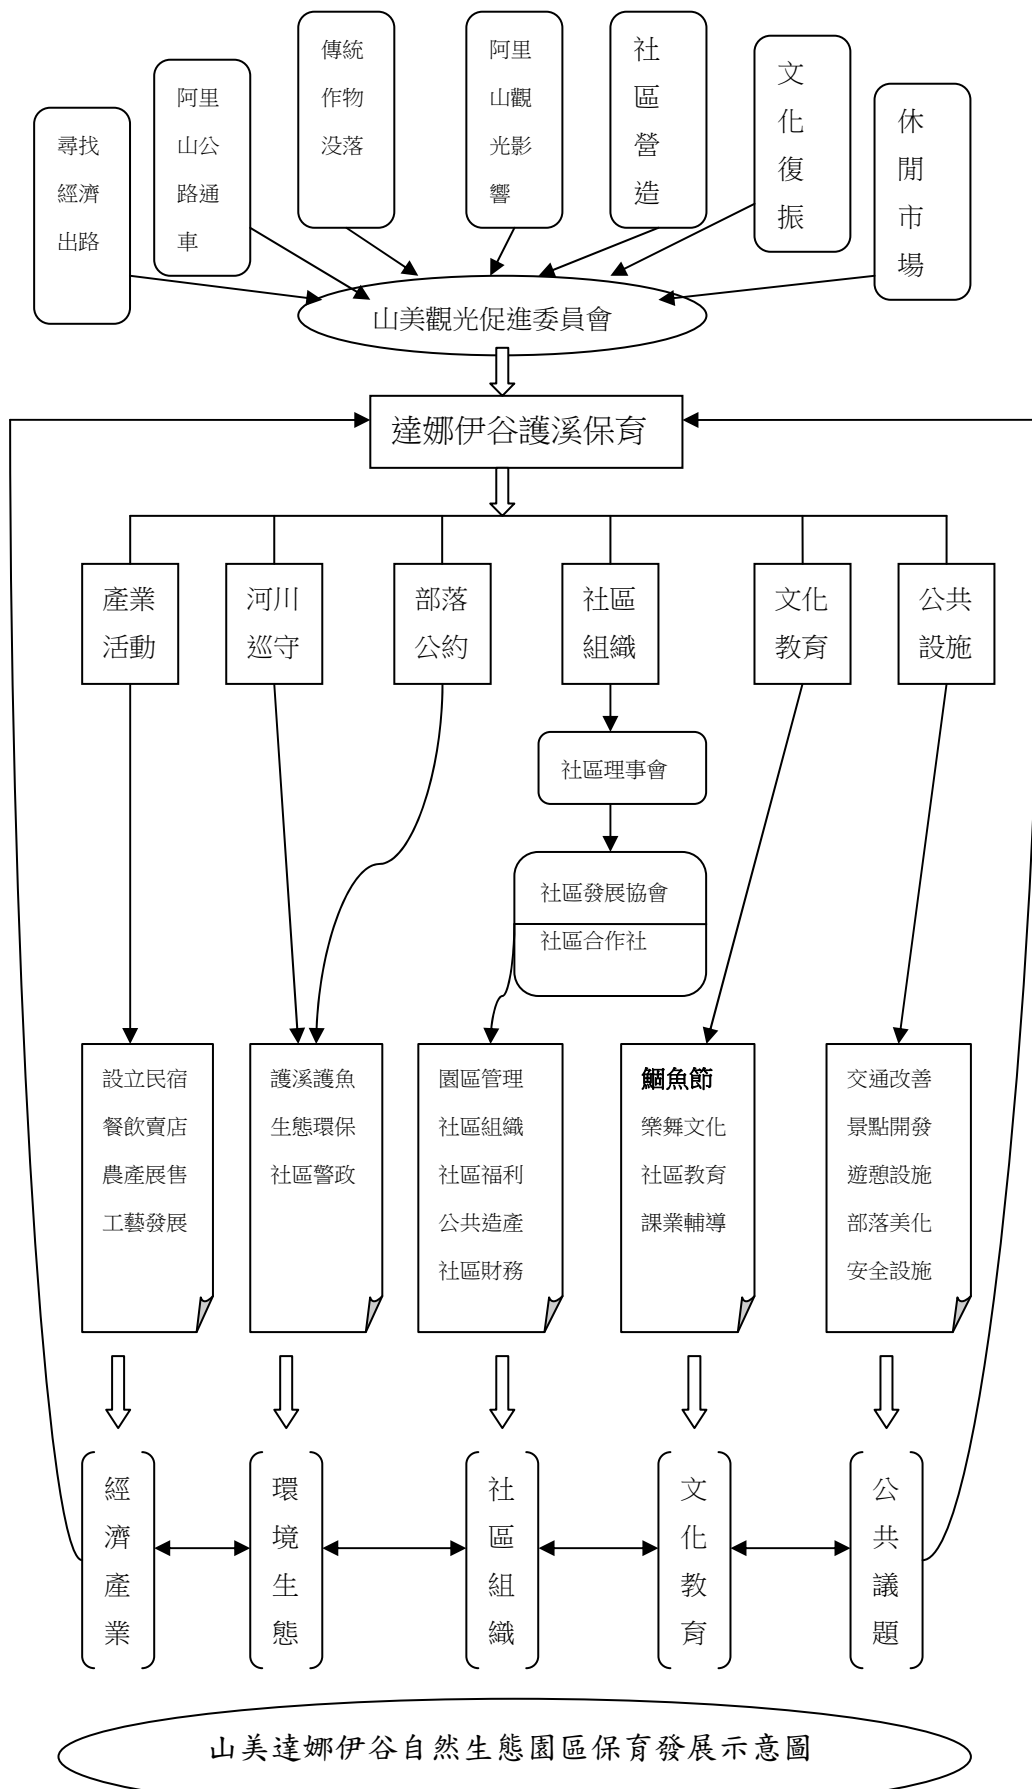 尋找
經濟
出路
阿里
山公
路通
車
傳統
作物
没落
阿里
山觀
光影
響
社
區
營
造
文
化
復
振
休
閒
市
場
山美觀光促進委員會
達娜伊谷護溪保育
產業
活動
河川
巡守
部落
公約
社區
組織
文化
教育
公共
設施
社區理事會
社區發展協會
社區合作社
設立民宿
餐飲賣店
農產展售
工藝發展
護溪護魚
生態環保
社區警政
園區管理
社區組織
社區福利
公共造產
社區財務
鯝魚節
樂舞文化
社區教育
課業輔導
交通改善
景點開發
遊憩設施
部落美化
安全設施
經
濟
產
業
環
境
生
態
社
區
組
織
文
化
教
育
公
共
議
題
山美達娜伊谷自然生態園區保育發展示意圖